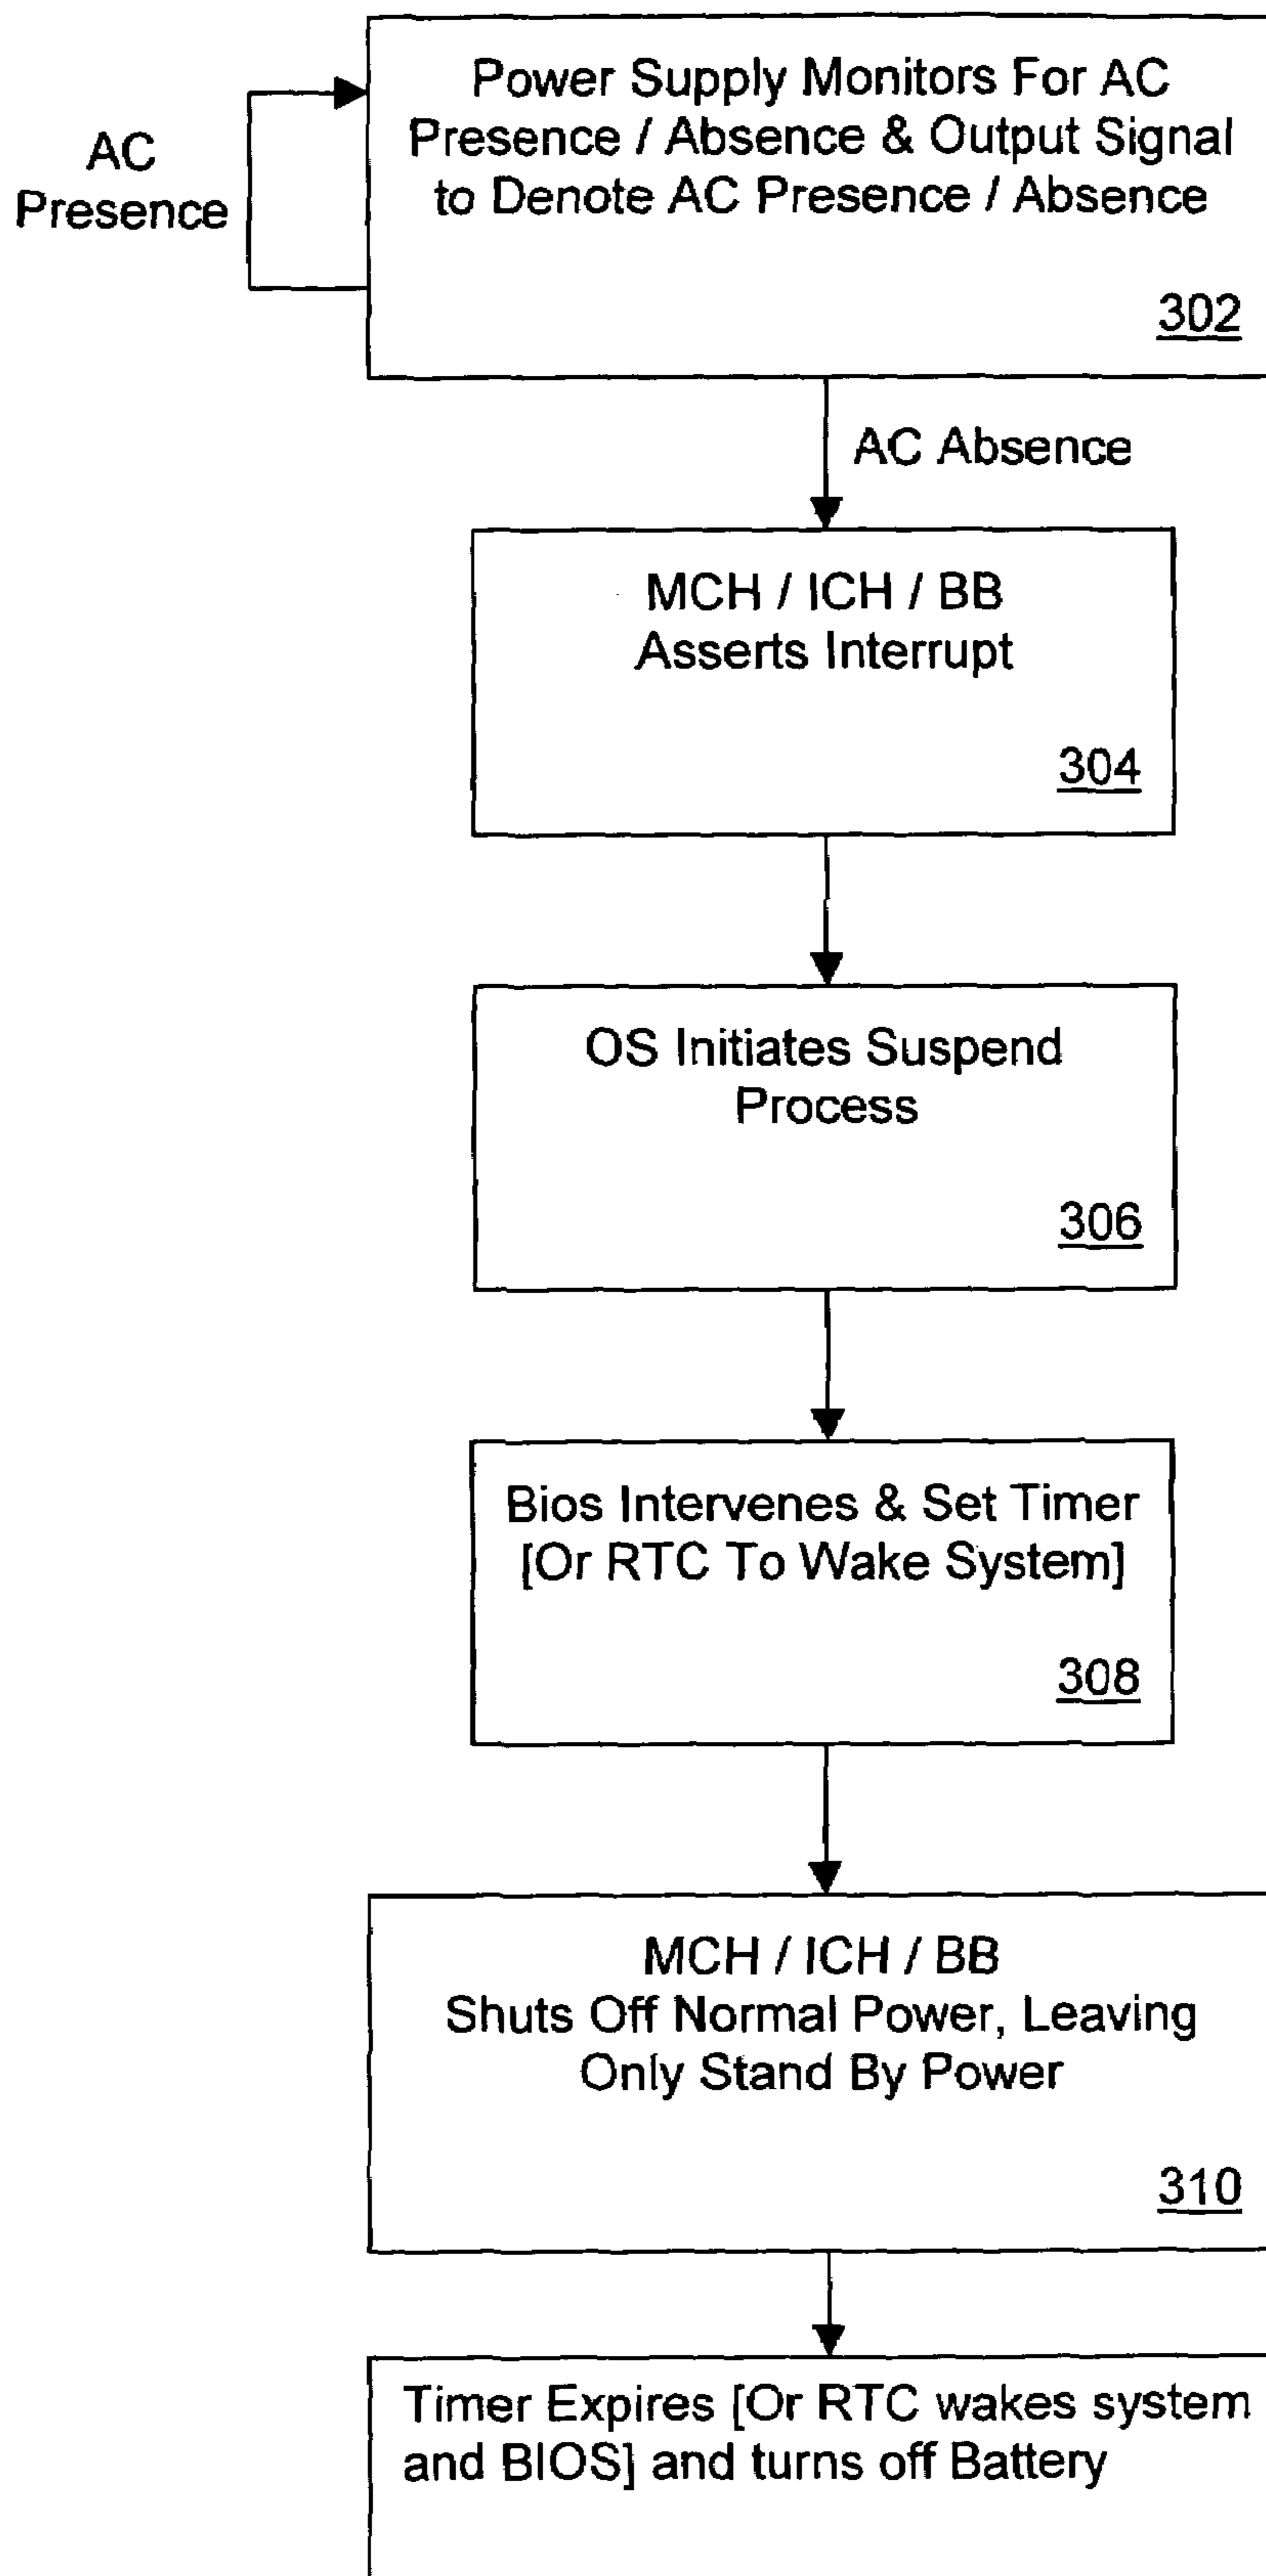 Power Supply Monitors For AC
Presence / Absence & Output Signal
to Denote AC Presence / Absence
302
AC
Presence
AC Absence
MCH / ICH / BB
Asserts Interrupt
304
OS Initiates Suspend
Process
306
Bios Intervenes & Set Timer
[Or RTC To Wake System]
308
MCH / ICH / BB
Shuts Off Normal Power, Leaving
Only Stand By Power
310
Timer Expires [Or RTC wakes system
and BIOS] and turns off Battery